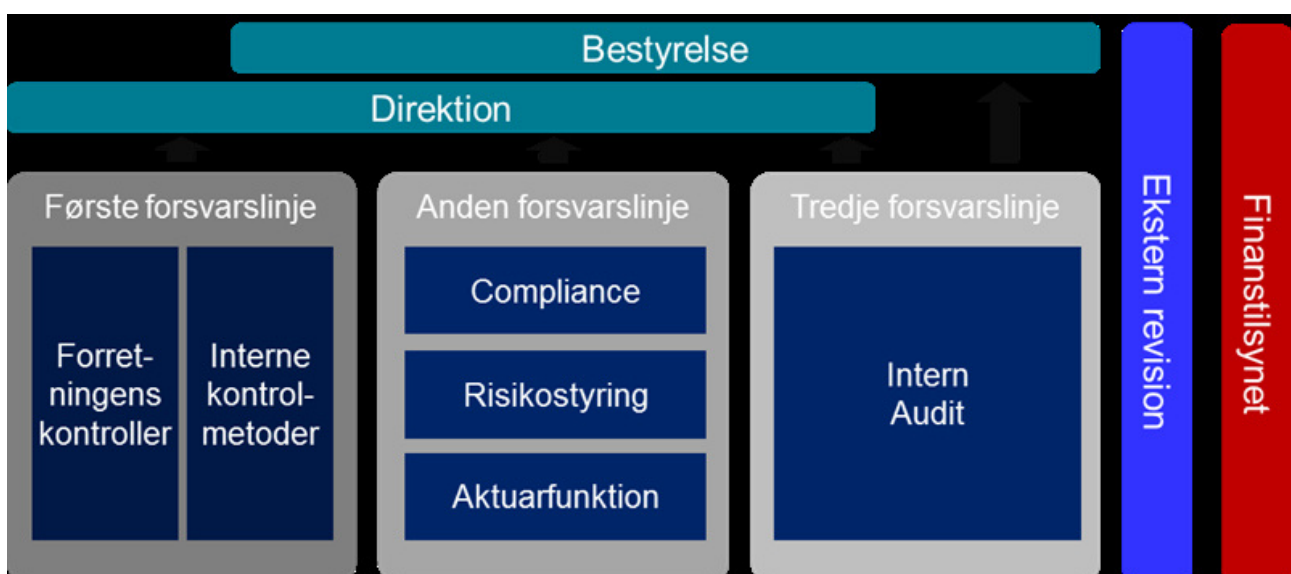 Bestyrelse
Direktion
Første forsvarslinje
Forret-
ningens
kontroller
Interne
kontrol-
metoder
Anden forsvarslinje
Compliance
Risikostyring
Aktuarfunktion
Tredje forsvarslinje
Intern
Audit
Ekstern revision
Finanstilsynet